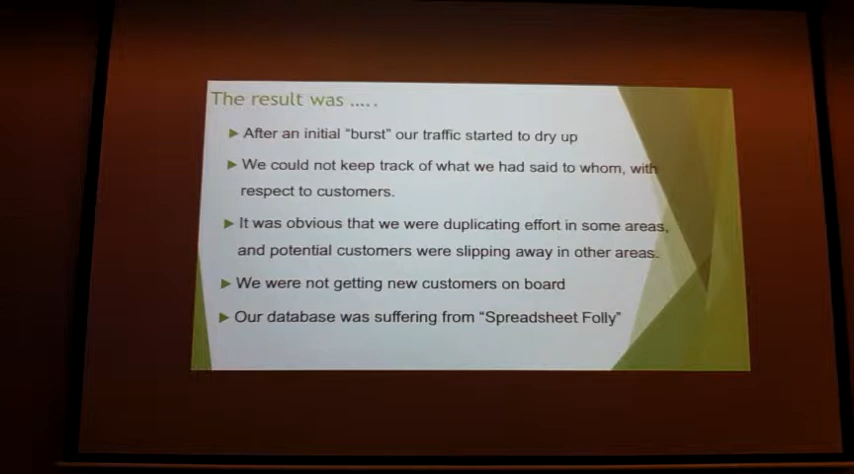 The result was .....
After an initial “burst” our traffic started to dry up
We could not keep track of what we had said to whom, with
respect to customers.
It was obvious that we were duplicating effort in some areas,
and potential customers were slipping away in other areas.
We were not getting new customers on board
Our database was suffering from “Spreadsheet Folly”